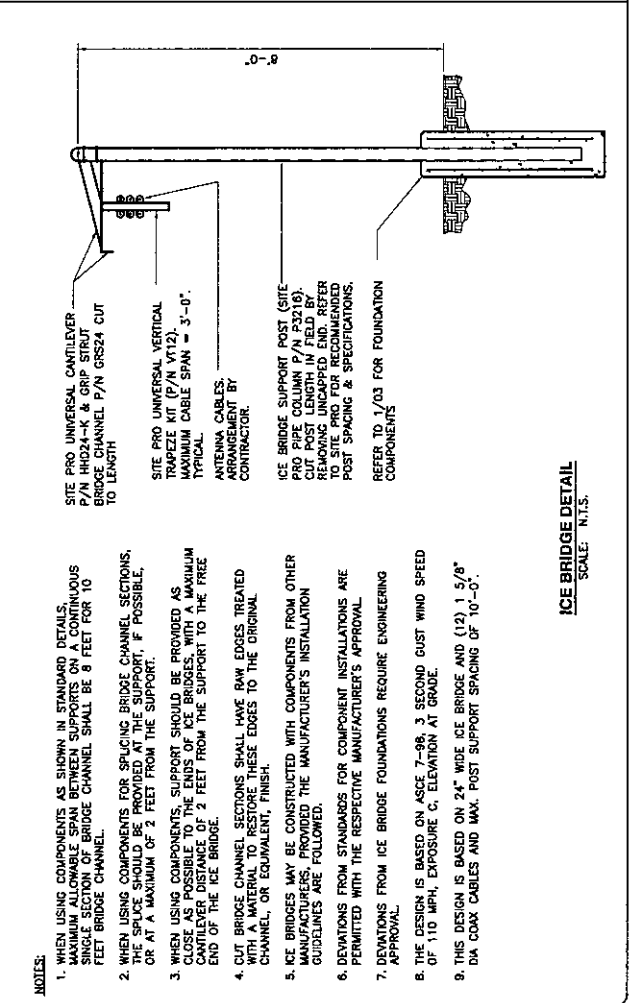 NOTES:
1. WHEN USING COMPONENTS AS SHOWN IN STANDARD DETAILS,
MAXIMUM ALLOWABLE SPAN BETWEEN SUPPORTS ON A CONTINUOUS
SINGLE SECTION OF BRIDGE CHANNEL SHALL BE 8 FEET FOR 10
FEET BRIDGE CHANNEL.
2. WHEN USING COMPONENTS FOR SPLICING BRIDGE CHANNEL SECTIONS,
THE SPLICE SHOULD BE PROVIDED AT THE SUPPORT, IF POSSIBLE,
OR AT A MAXIMUM OF 2 FEET FROM THE SUPPORT.
3. WHEN USING COMPONENTS, SUPPORT SHOULD BE PROVIDED AS
CLOSE AS POSSIBLE TO THE ENDS OF ICE BRIDGES, WITH A MAXIMUM
CANTILEVER DISTANCE OF 2 FEET FROM THE SUPPORT TO THE FREE
END OF THE ICE BRIDGE.
4. CUT BRIDGE CHANNEL SECTIONS SHALL HAVE RAW EDGES TREATED
WITH A MATERIAL TO RESTORE THESE EDGES TO THE ORIGINAL
CHANNEL, OR EQUIVALENT, FINISH.
5. ICE BRIDGES MAY BE CONSTRUCTED WITH COMPONENTS FROM OTHER
MANUFACTURERS, PROVIDED THE MANUFACTURER'S INSTALLATION
GUIDELINES ARE FOLLOWED.
6. DEVIATIONS FROM STANDARDS FOR COMPONENT INSTALLATIONS ARE
PERMITTED WITH THE RESPECTIVE MANUFACTURER'S APPROVAL.
7. DEVIATIONS FROM ICE BRIDGE FOUNDATIONS REQUIRE ENGINEERING
APPROVAL.
8. THE DESIGN IS BASED ON ASCE 7-98, 3 SECOND GUST WIND SPEED
OF 110 MPH, EXPOSURE C, ELEVATION AT GRADE.
9. THIS DESIGN IS BASED ON 24" WIDE ICE BRIDGE AND (12) 1 5/8"
DIA COAX CABLES AND MAX. POST SUPPORT SPACING OF 10'-0".
SITE PRO UNIVERSAL CANTILEVER
P/N HHD24-K & GRIP STRUT
BRIDGE CHANNEL P/N GRS24 CUT
TO LENGTH
SITE PRO UNIVERSAL VERTICAL
TRAPEZE KIT (P/N VT12).
MAXIMUM CABLE SPAN = 3'-0".
TYPICAL.
ANTENNA CABLES.
ARRANGEMENT BY
CONTRACTOR.
ICE BRIDGE SUPPORT POST (SITE
PRO PIPE COLUMN P/N P3216).
CUT POST LENGTH IN FIELD BY
REMOVING UNCAPPED END. REFER
TO SITE PRO FOR RECOMMENDED
POST SPACING & SPECIFICATIONS.
REFER TO 1/03 FOR FOUNDATION
COMPONENTS
8'-0"
ICE BRIDGE DETAIL
SCALE: N.T.S.